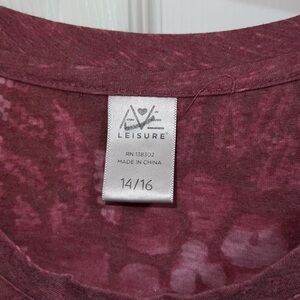 AVE
LEISURE
RN 138302
MADE IN CHINA
14/16